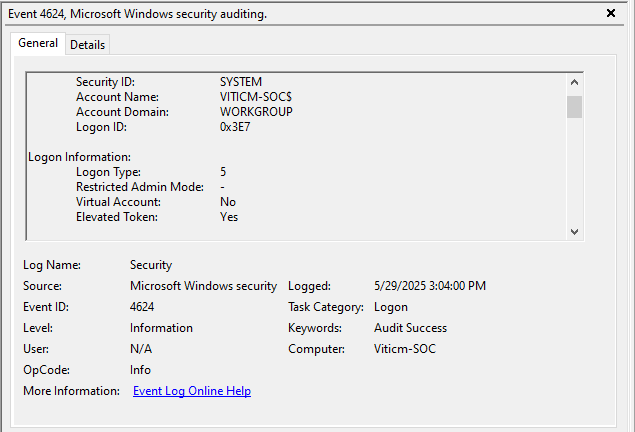 Event 4624, Microsoft Windows security auditing.
General Details
Security ID: SYSTEM
Account Name: VITICM-SOC$
Account Domain: WORKGROUP
Logon ID: 0x3E7
Logon Information:
Logon Type: 5
Restricted Admin Mode: -
Virtual Account: No
Elevated Token: Yes
Log Name: Security
Source: Microsoft Windows security Logged: 5/29/2025 3:04:00 PM
Event ID: 4624 Task Category: Logon
Level: Information Keywords: Audit Success
User: N/A Computer: Viticm-SOC
OpCode: Info
More Information: Event Log Online Help